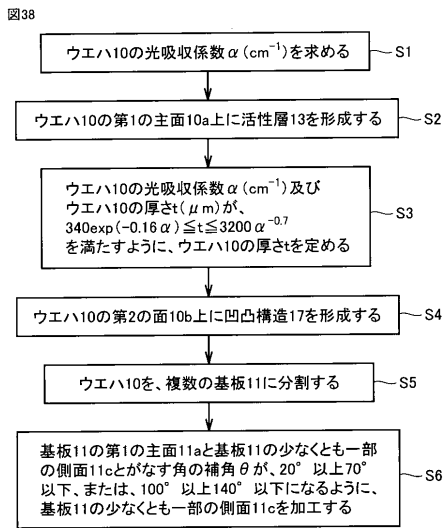 図38
ウエハ10の光吸収係数α(cm⁻¹)を求める
S1
ウエハ10の第1の主面10a上に活性層13を形成する
S2
ウエハ10の光吸収係数α(cm⁻¹)及び
ウエハ10の厚さt(μm)が、
340exp(-0.16α)≦t≦3200α⁻⁰·⁷
を満たすように、ウエハ10の厚さtを定める
S3
ウエハ10の第2の面10b上に凹凸構造17を形成する
S4
ウエハ10を、複数の基板11に分割する
S5
基板11の第1の主面11aと基板11の少なくとも一部
の側面11cとがなす角の補角θが、20°以上70°
以下、または、100°以上140°以下になるように、
基板11の少なくとも一部の側面11cを加工する
S6